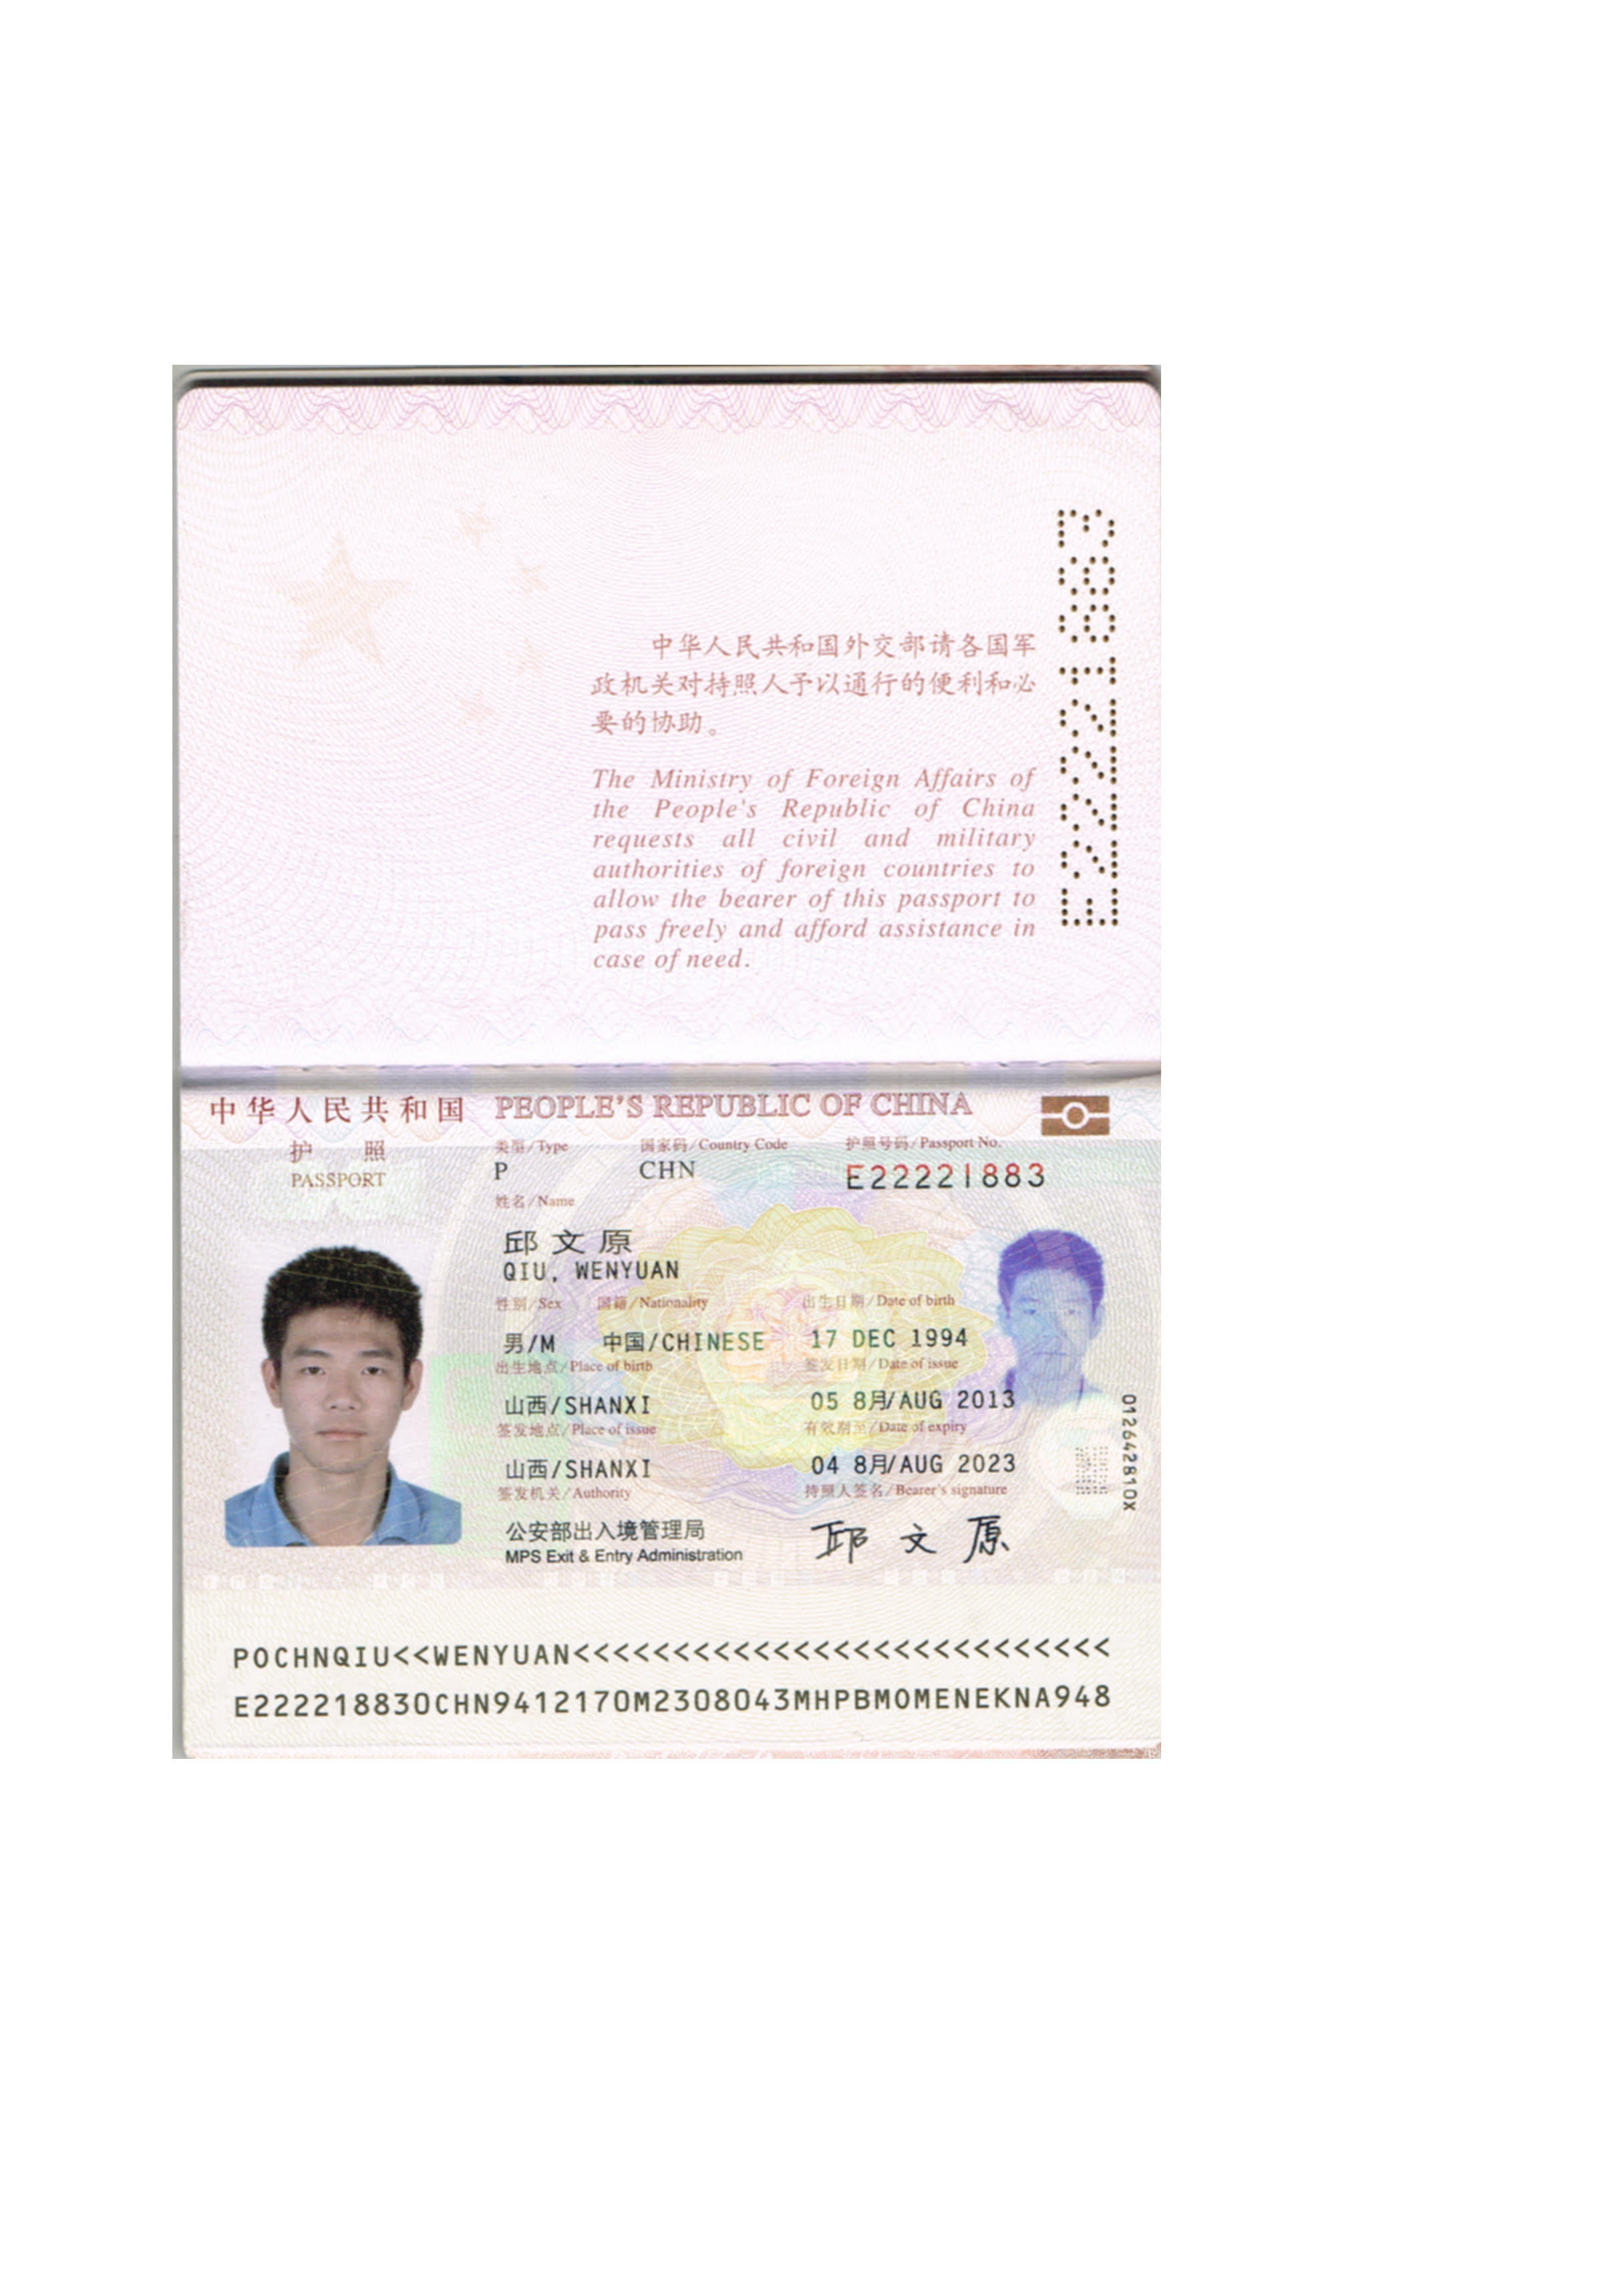 E22221883
中华人民共和国外交部请各国军
政机关对持照人予以通行的便利和必
要的协助。
The Ministry of Foreign Affairs of
the People's Republic of China
requests all civil and military
authorities of foreign countries to
allow the bearer of this passport to
pass freely and afford assistance in
case of need.
中华人民共和国 PEOPLE'S REPUBLIC OF CHINA
护 照
PASSPORT
类型/Type 国家码/Country Code 护照号码/Passport No.
P CHN E22221883
姓名/Name
邱文原
QIU, WENYUAN
性别/Sex 国籍/Nationality 出生日期/Date of birth
男/M 中国/CHINESE 17 DEC 1994
出生地点/Place of birth 签发日期/Date of issue
山西/SHANXI 05 8月/AUG 2013
签发地点/Place of issue 有效期至/Date of expiry
山西/SHANXI 04 8月/AUG 2023
签发机关/Authority 持照人签名/Bearer's signature
公安部出入境管理局 邱文原
MPS Exit & Entry Administration
012642810X
POCHNQIU<<WENYUAN<<<<<<<<<<<<<<<<<<<<<<<<<<<
E222218830CHN9412170M2308043MHPBMOMENEKNA948